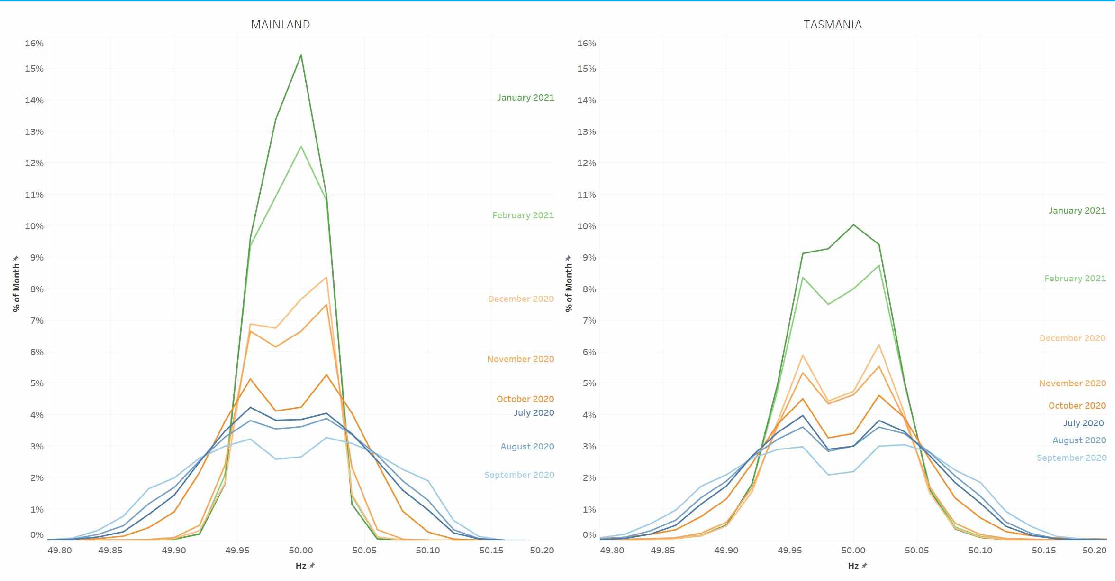 MAINLAND
16%
15%
14%
13%
12%
11%
10%
9%
8%
7%
6%
5%
4%
3%
2%
1%
0%
% of Month
January 2021
February 2021
December 2020
November 2020
October 2020
July 2020
August 2020
September 2020
49.80 49.85 49.90 49.95 50.00 50.05 50.10 50.15 50.20
Hz
TASMANIA
16%
15%
14%
13%
12%
11%
10%
9%
8%
7%
6%
5%
4%
3%
2%
1%
0%
% of Month
January 2021
February 2021
December 2020
November 2020
October 2020
July 2020
August 2020
September 2020
49.80 49.85 49.90 49.95 50.00 50.05 50.10 50.15 50.20
Hz